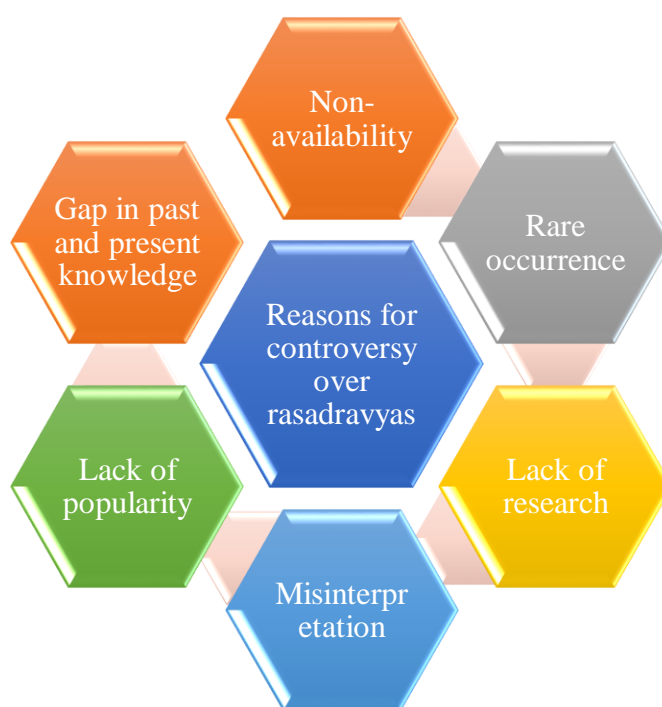 Non-
availability
Rare
occurrence
Lack of
research
Misinterpr
etation
Lack of
popularity
Gap in past
and present
knowledge
Reasons for
controversy
over
rasadravyas